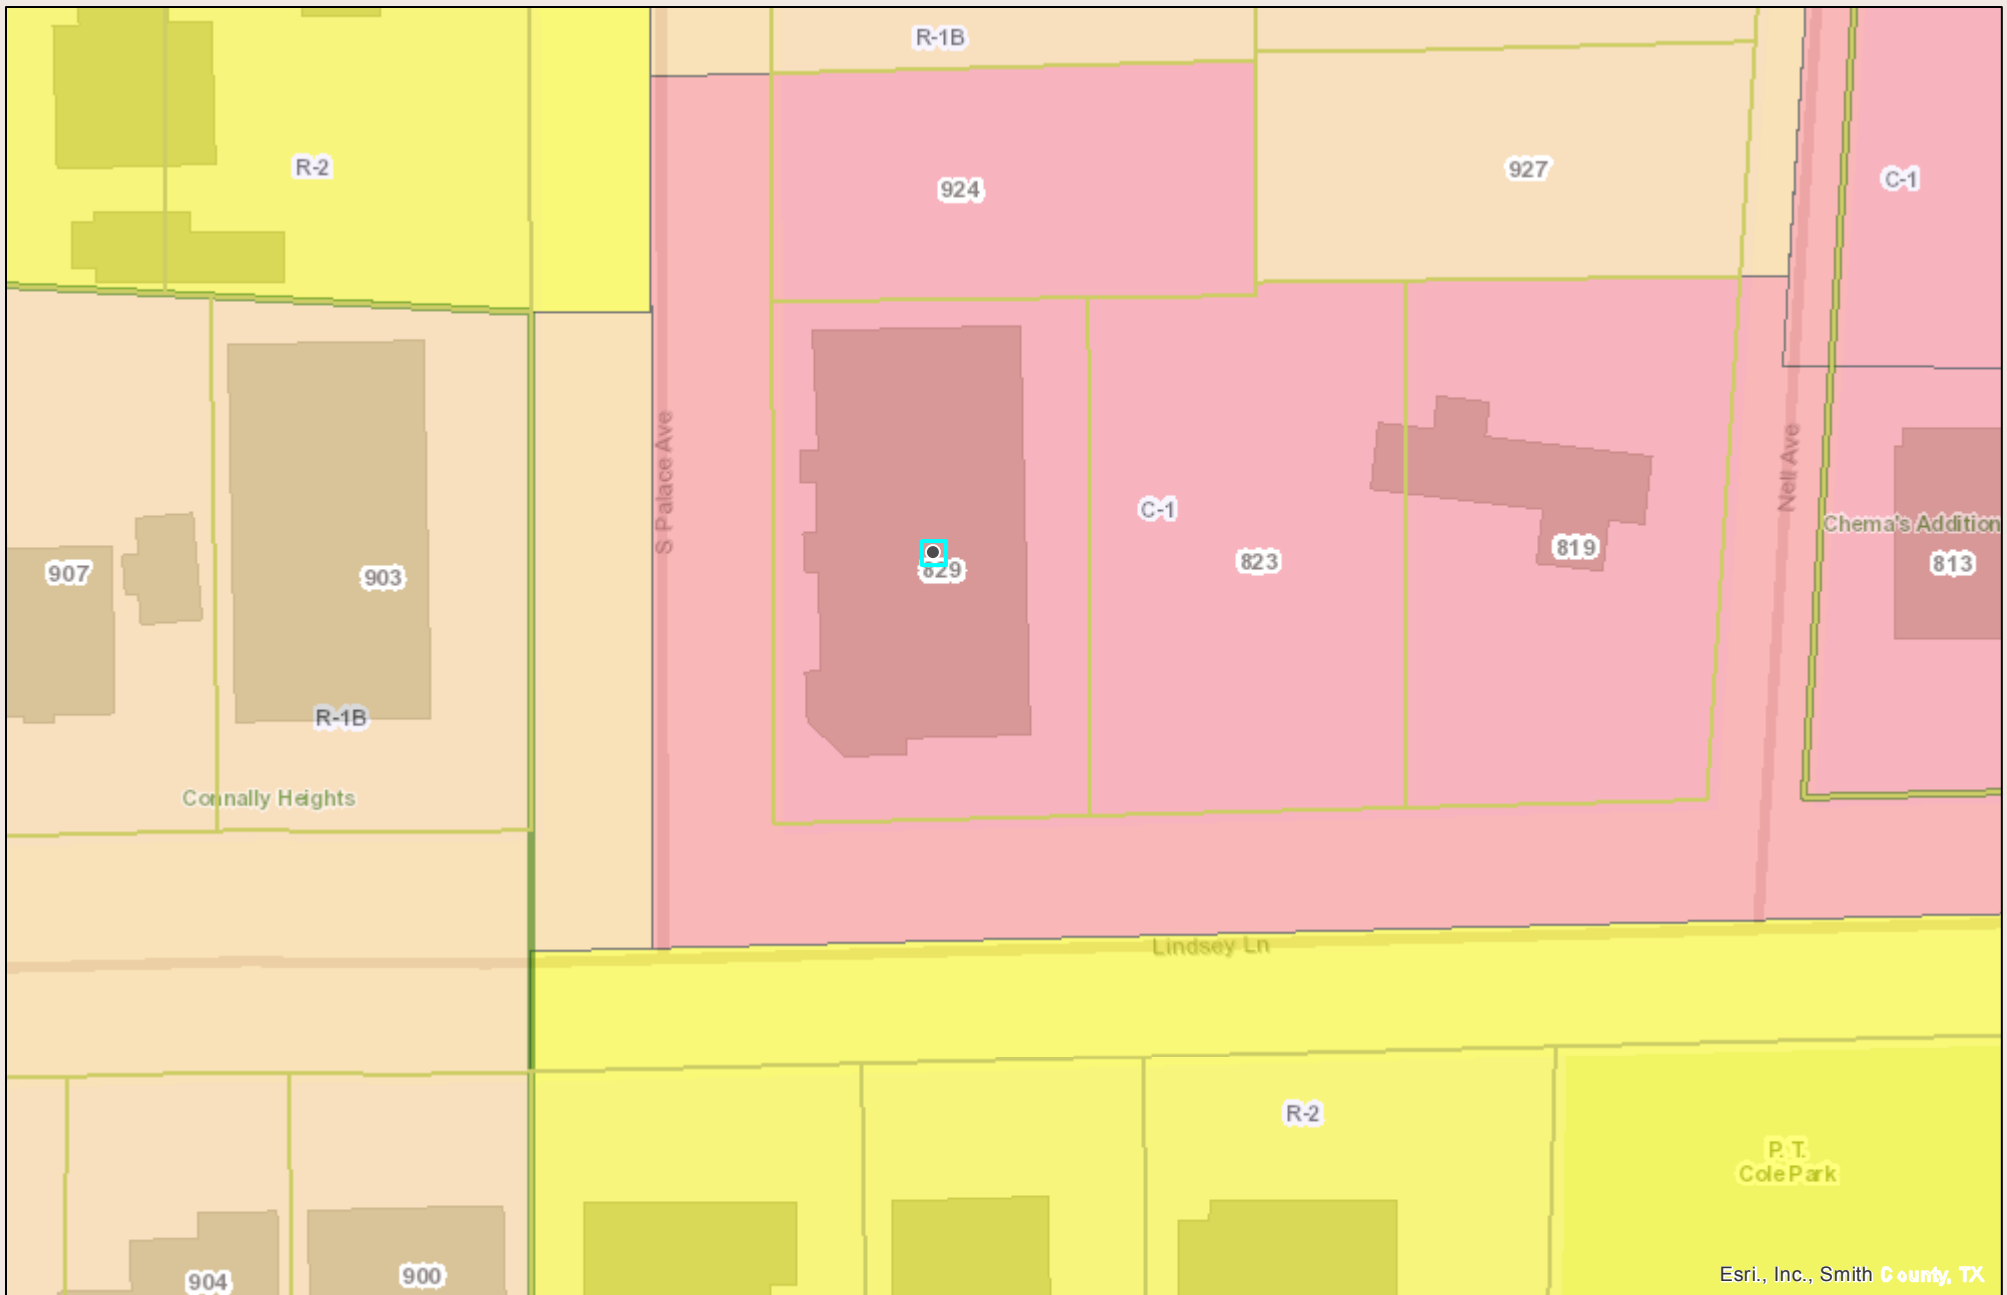 R-1B
R-2
924
927
C-1
S Palace Ave
Nell Ave
C-1
Chema's Addition
907
903
829
823
819
813
R-1B
Connally Heights
Lindsey Ln
R-2
P. T.
Cole Park
904
900
Esri., Inc., Smith County, TX